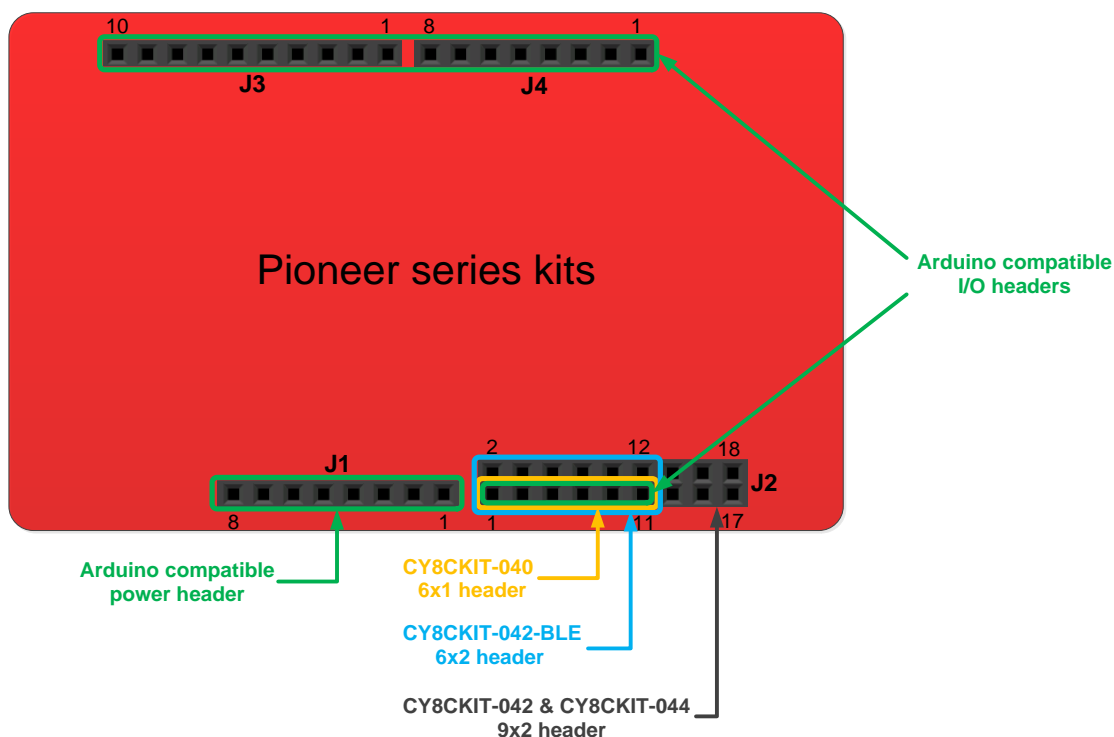 10 1 8 1
J3 J4
Pioneer series kits
Arduino compatible
I/O headers
2 12 18
J1
J2
8 1 1 11 17
Arduino compatible
power header
CY8CKIT-040
6x1 header
CY8CKIT-042-BLE
6x2 header
CY8CKIT-042 & CY8CKIT-044
9x2 header